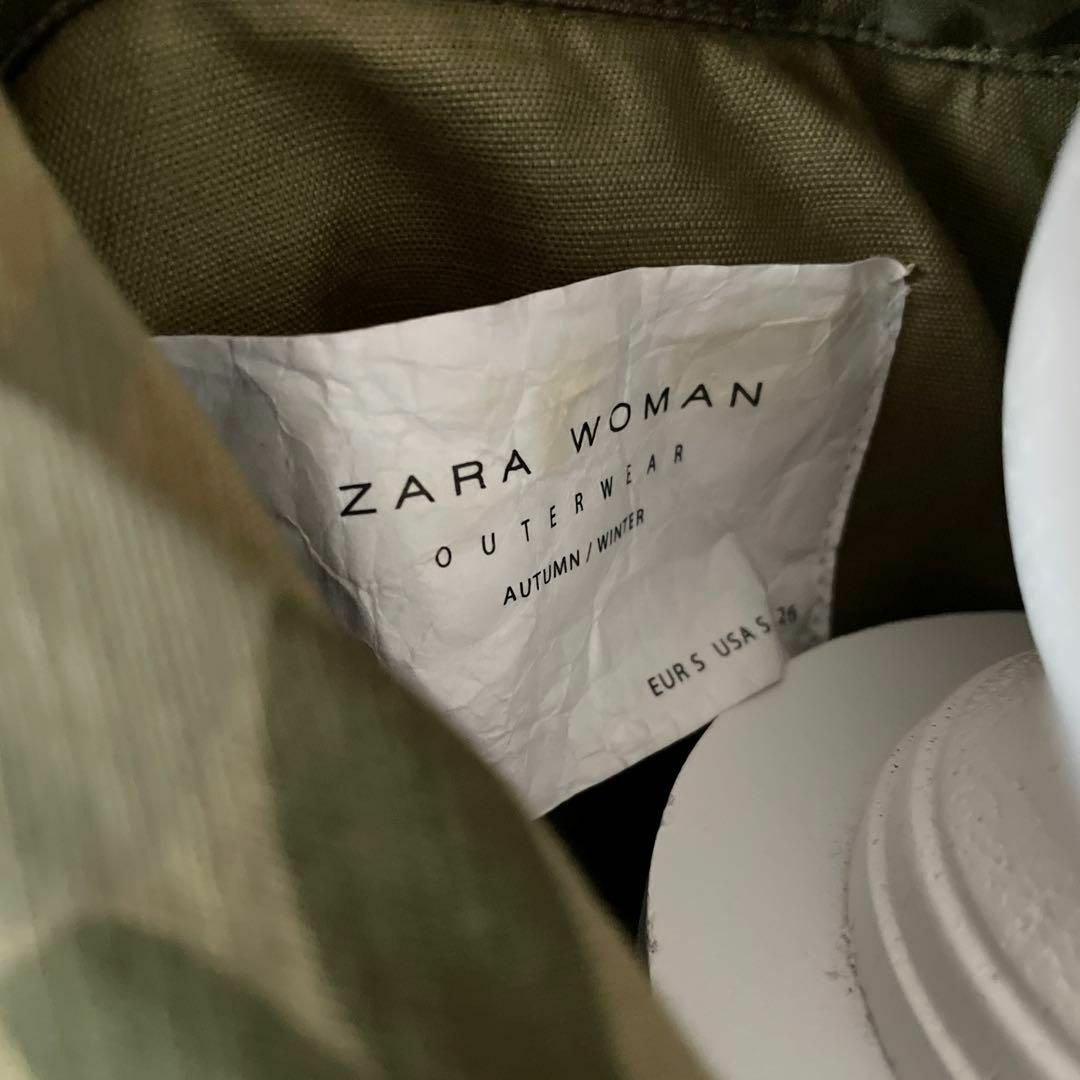 ZARA WOMAN
OUTERWEAR
AUTUMN / WINTER
EUR S USA S 26